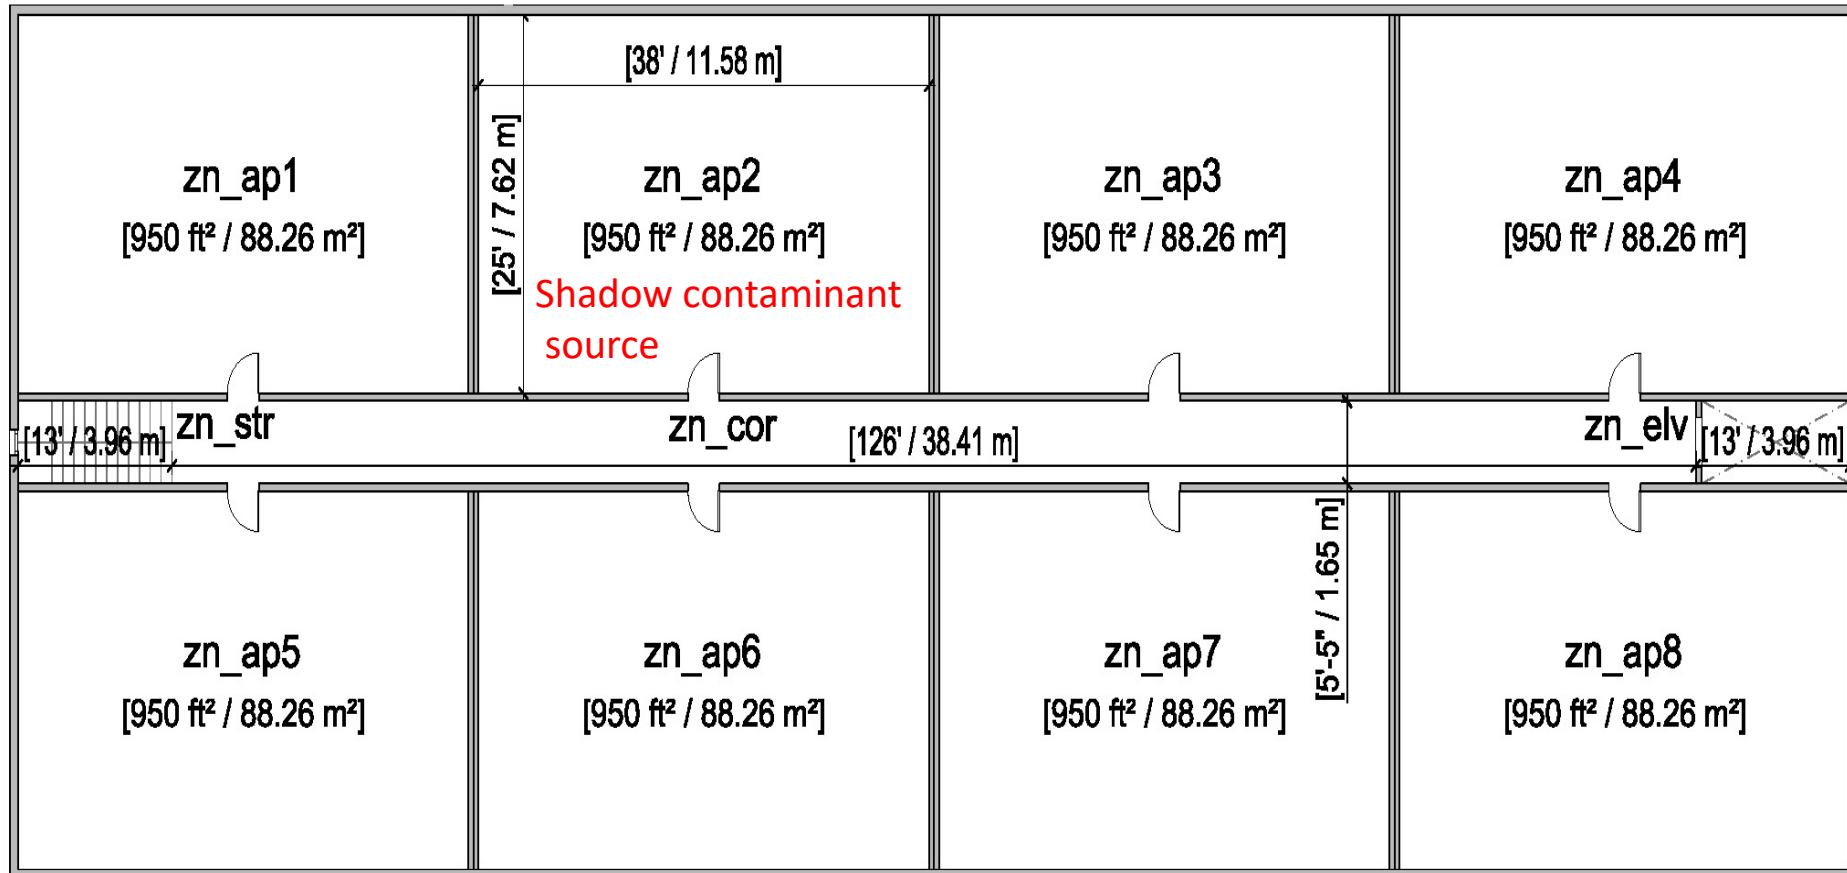 [38' / 11.58 m]
[25' / 7.62 m]
zn_ap1
[950 ft² / 88.26 m²]
zn_ap2
[950 ft² / 88.26 m²]
Shadow contaminant
source
zn_ap3
[950 ft² / 88.26 m²]
zn_ap4
[950 ft² / 88.26 m²]
[13' / 3.96 m]
zn_str
zn_cor
[126' / 38.41 m]
zn_elv
[13' / 3.96 m]
[5'-5" / 1.65 m]
zn_ap5
[950 ft² / 88.26 m²]
zn_ap6
[950 ft² / 88.26 m²]
zn_ap7
[950 ft² / 88.26 m²]
zn_ap8
[950 ft² / 88.26 m²]